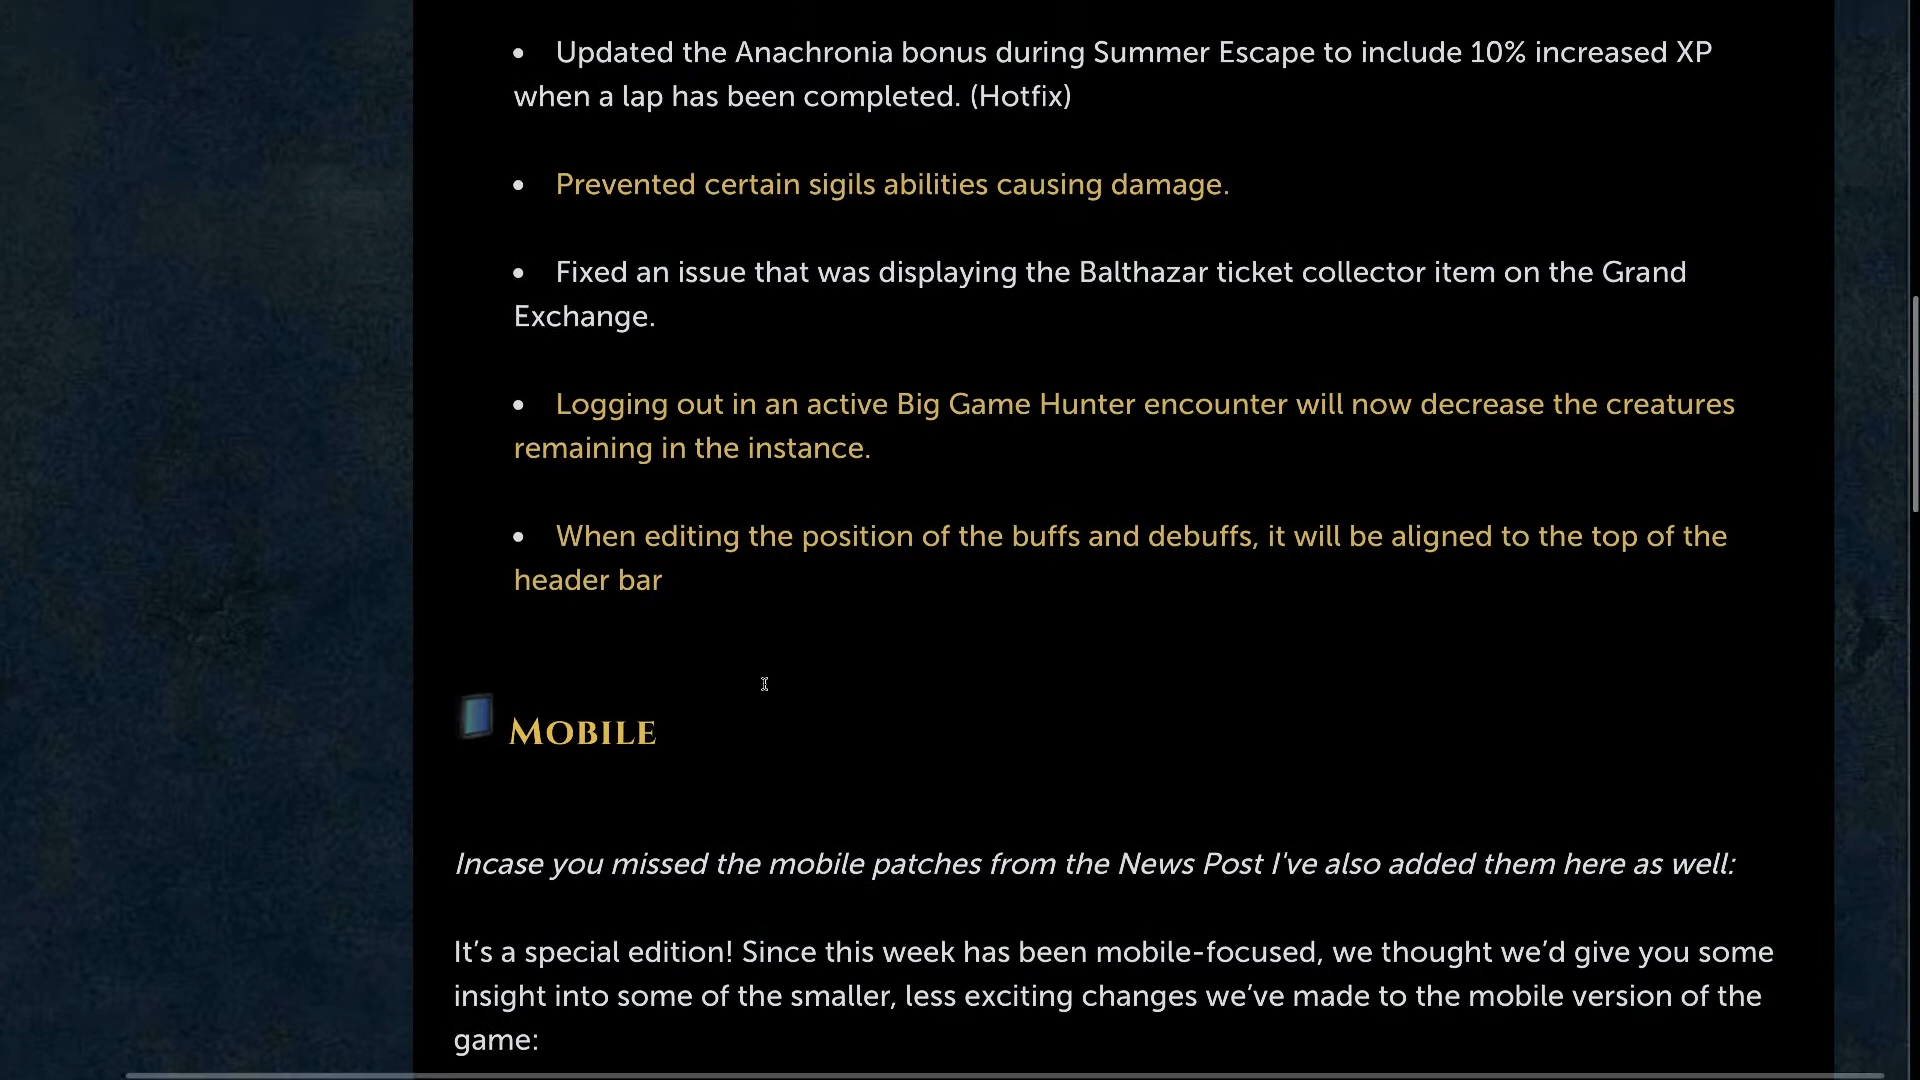 • Updated the Anachronia bonus during Summer Escape to include 10% increased XP
when a lap has been completed. (Hotfix)
• Prevented certain sigils abilities causing damage.
• Fixed an issue that was displaying the Balthazar ticket collector item on the Grand
Exchange.
• Logging out in an active Big Game Hunter encounter will now decrease the creatures
remaining in the instance.
• When editing the position of the buffs and debuffs, it will be aligned to the top of the
header bar
MOBILE
Incase you missed the mobile patches from the News Post I've also added them here as well:
It’s a special edition! Since this week has been mobile-focused, we thought we’d give you some
insight into some of the smaller, less exciting changes we’ve made to the mobile version of the
game: